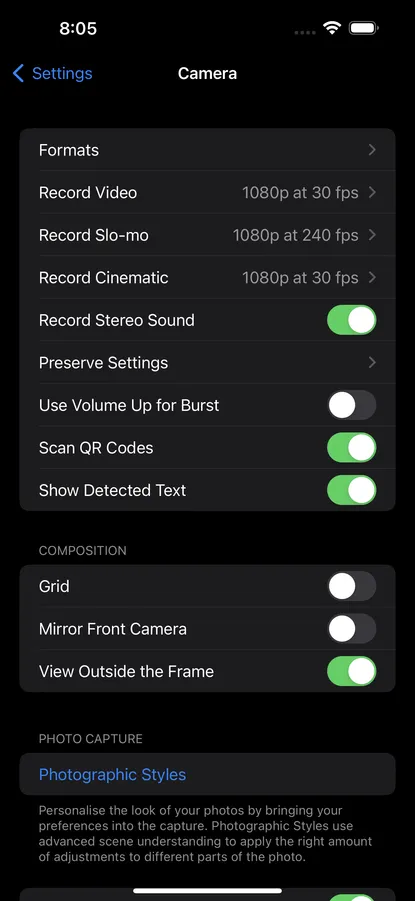 8:05
Settings
Camera
Formats
Record Video 1080p at 30 fps
Record Slo-mo 1080p at 240 fps
Record Cinematic 1080p at 30 fps
Record Stereo Sound
Preserve Settings
Use Volume Up for Burst
Scan QR Codes
Show Detected Text
COMPOSITION
Grid
Mirror Front Camera
View Outside the Frame
PHOTO CAPTURE
Photographic Styles
Personalise the look of your photos by bringing your
preferences into the capture. Photographic Styles use
advanced scene understanding to apply the right amount
of adjustments to different parts of the photo.